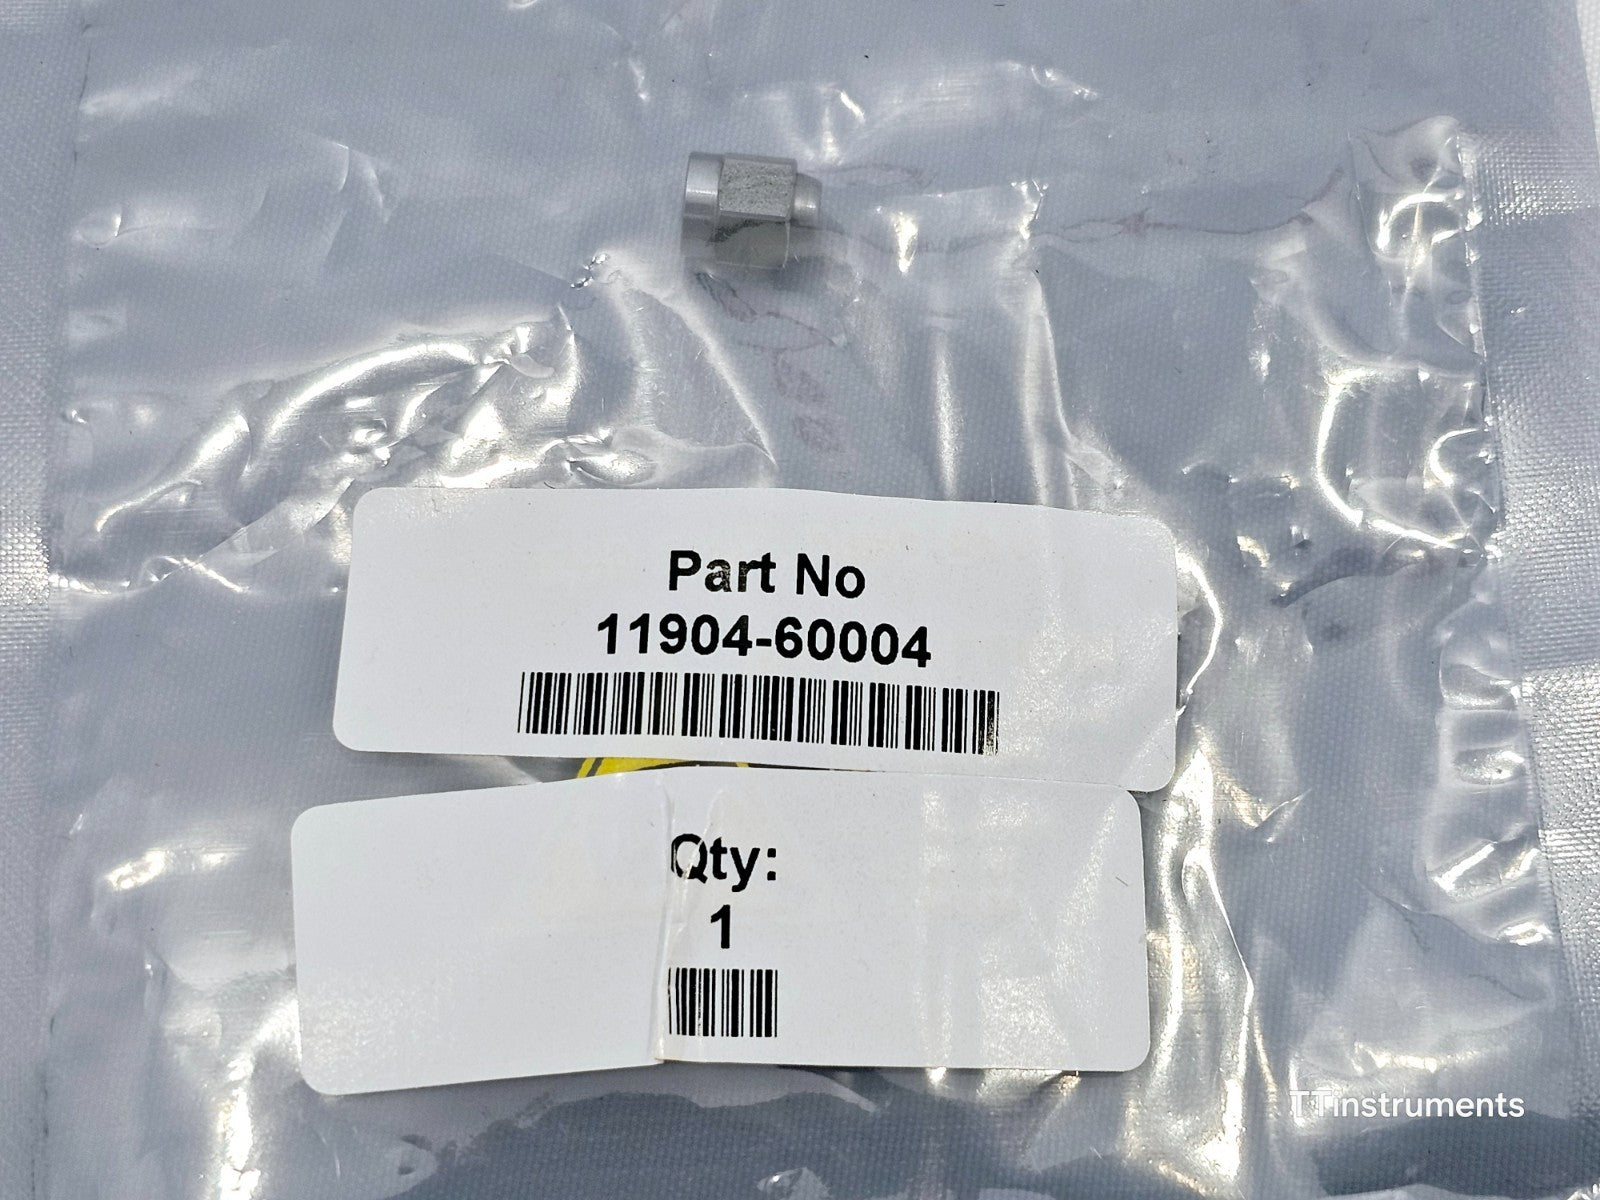 Part No
11904-60004
Qty:
1
TTinstruments